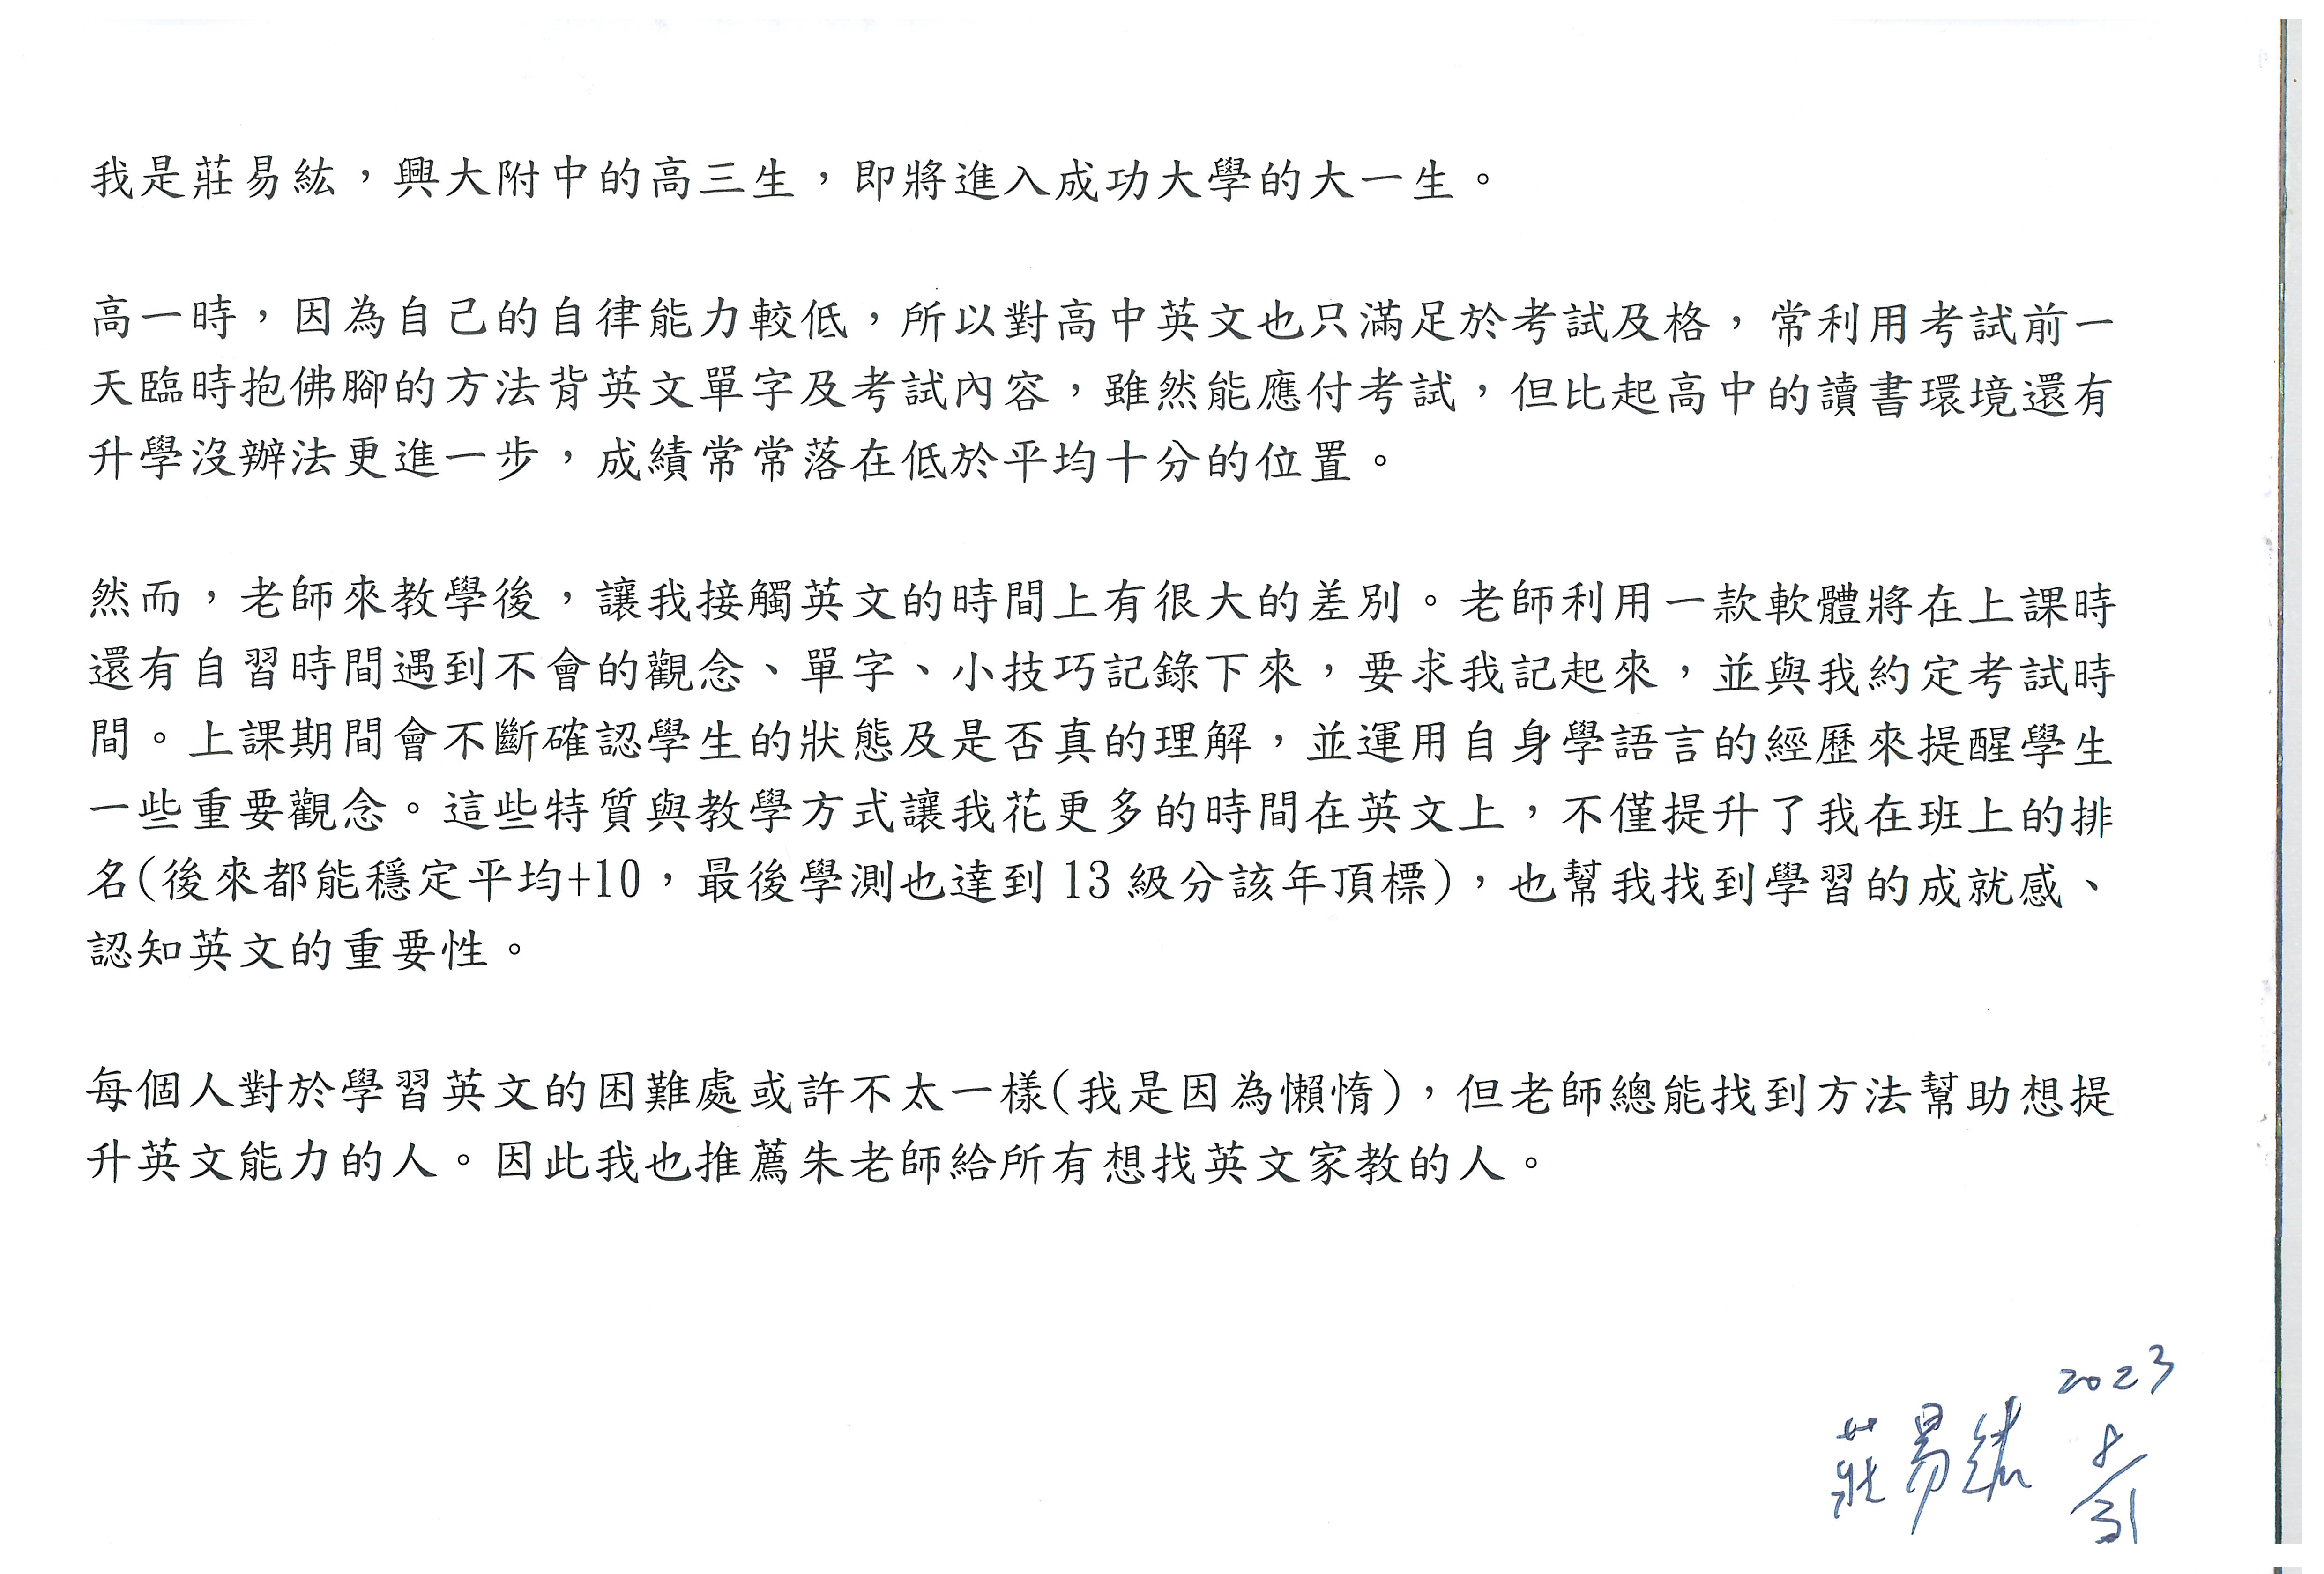 我是莊易紘，興大附中的高三生，即將進入成功大學的大一生。
高一時，因為自己的自律能力較低，所以對高中英文也只滿足於考試及格，常利用考試前一
天臨時抱佛腳的方法背英文單字及考試內容，雖然能應付考試，但比起高中的讀書環境還有
升學沒辦法更進一步，成績常常落在低於平均十分的位置。
然而，老師來教學後，讓我接觸英文的時間上有很大的差別。老師利用一款軟體將在上課時
還有自習時間遇到不會的觀念、單字、小技巧記錄下來，要求我記起來，並與我約定考試時
間。上課期間會不斷確認學生的狀態及是否真的理解，並運用自身學語言的經歷來提醒學生
一些重要觀念。這些特質與教學方式讓我花更多的時間在英文上，不僅提升了我在班上的排
名(後來都能穩定平均+10，最後學測也達到 13 級分該年頂標)，也幫我找到學習的成就感、
認知英文的重要性。
每個人對於學習英文的困難處或許不太一樣(我是因為懶惰)，但老師總能找到方法幫助想提
升英文能力的人。因此我也推薦朱老師給所有想找英文家教的人。
2023
莊易紘
8/31